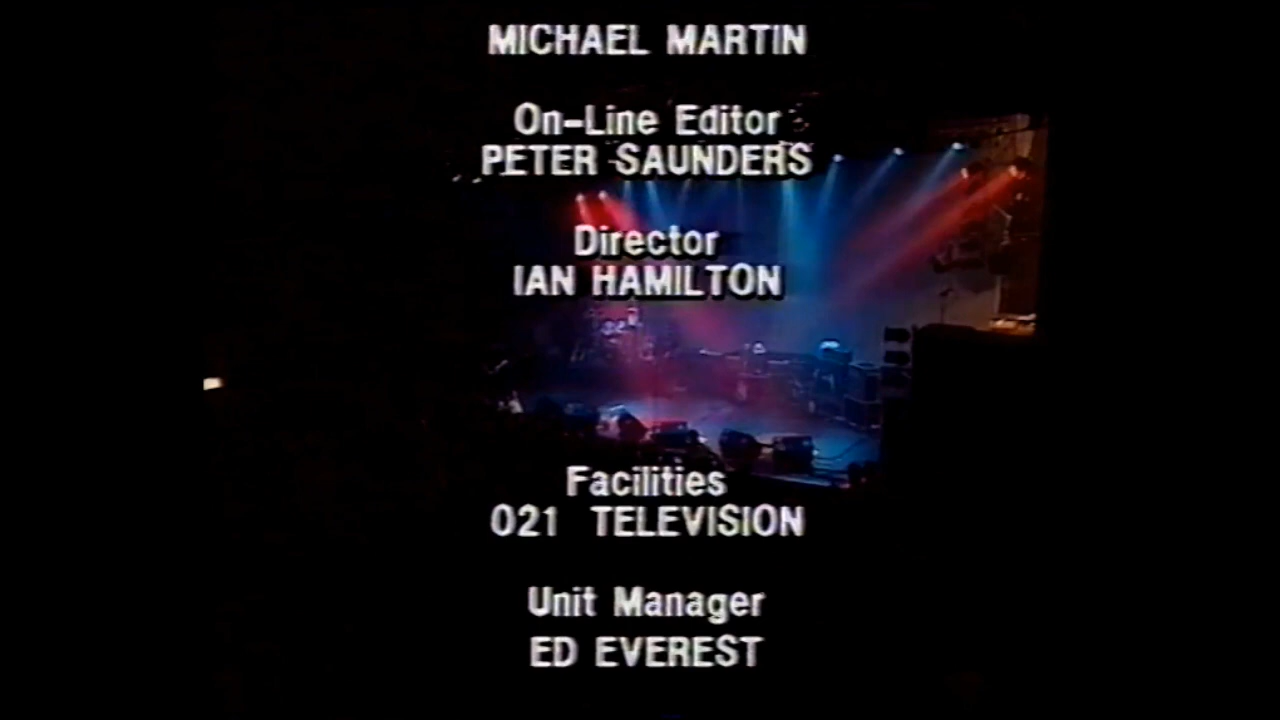 MICHAEL MARTIN
On-Line Editor
PETER SAUNDERS
Director
IAN HAMILTON
Facilities
021 TELEVISION
Unit Manager
ED EVEREST